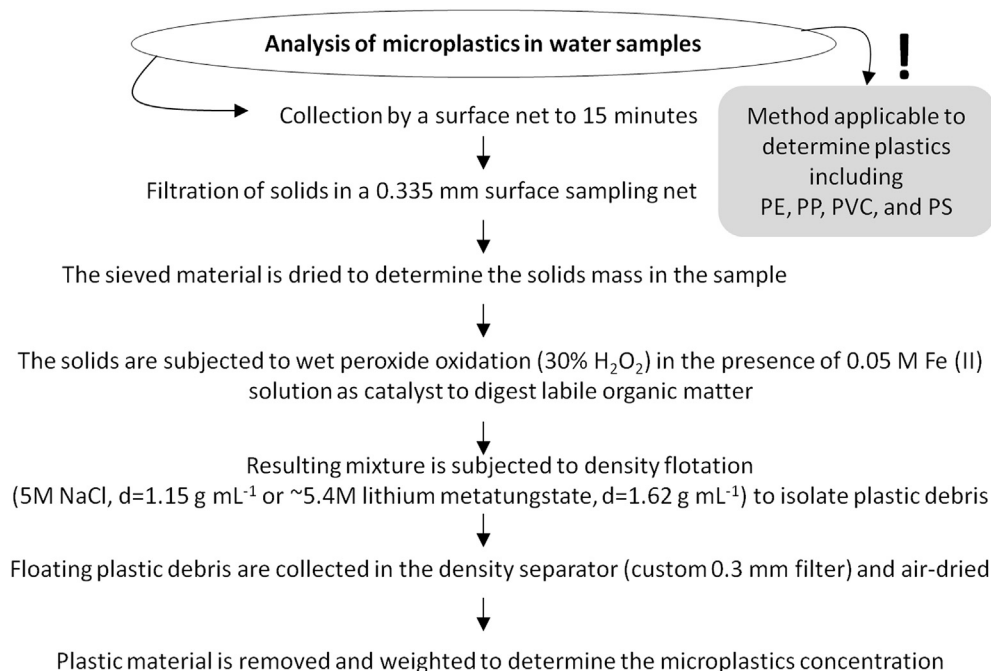 Analysis of microplastics in water samples
!
Collection by a surface net to 15 minutes
Method applicable to
determine plastics
including
PE, PP, PVC, and PS
Filtration of solids in a 0.335 mm surface sampling net
The sieved material is dried to determine the solids mass in the sample
The solids are subjected to wet peroxide oxidation (30% H₂O₂) in the presence of 0.05 M Fe (II)
solution as catalyst to digest labile organic matter
Resulting mixture is subjected to density flotation
(5M NaCl, d=1.15 g mL⁻¹ or ~5.4M lithium metatungstate, d=1.62 g mL⁻¹) to isolate plastic debris
Floating plastic debris are collected in the density separator (custom 0.3 mm filter) and air-dried
Plastic material is removed and weighted to determine the microplastics concentration